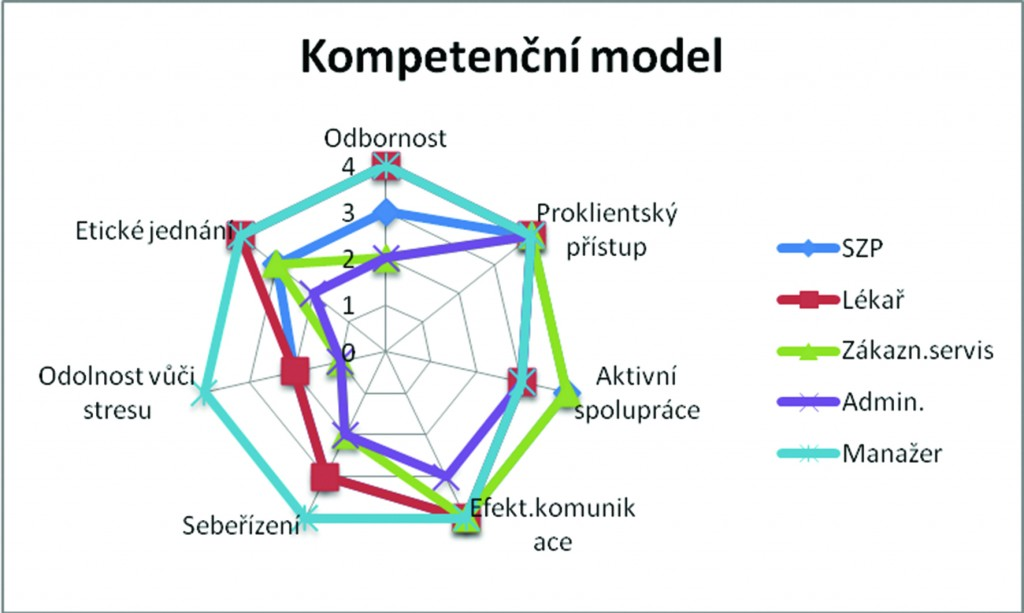 Kompetenční model
Odbornost
4
3
2
1
0
Proklientský
přístup
Aktivní
spolupráce
Efekt.komunik
ace
Sebeřízení
Odolnost vůči
stresu
Etické jednání
SZP
Lékař
Zákazn.servis
Admin.
Manažer